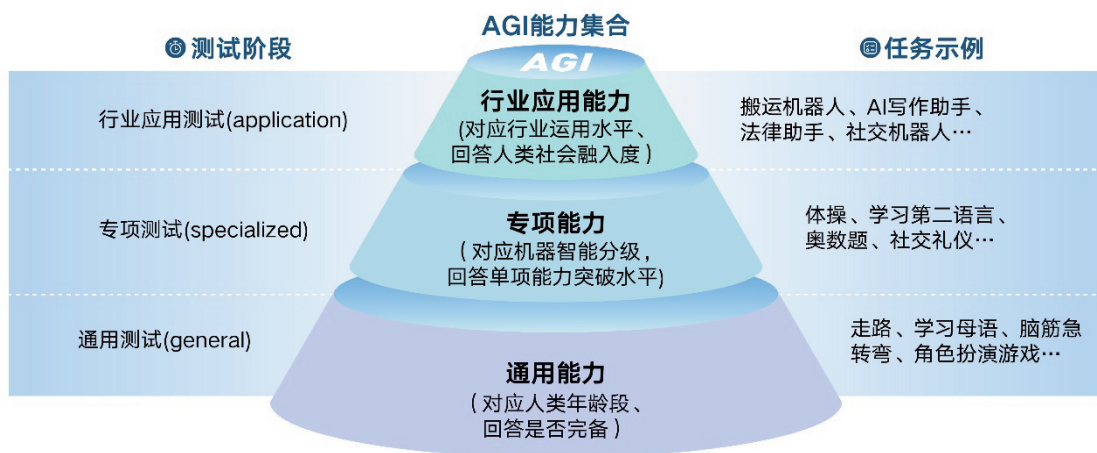 AGI能力集合
测试阶段
任务示例
AGI
行业应用测试(application)
行业应用能力
(对应行业运用水平、
回答人类社会融入度)
搬运机器人、AI写作助手、
法律助手、社交机器人…
专项测试(specialized)
专项能力
(对应机器智能分级，
回答单项能力突破水平)
体操、学习第二语言、
奥数题、社交礼仪…
通用测试(general)
通用能力
(对应人类年龄段、
回答是否完备)
走路、学习母语、脑筋急
转弯、角色扮演游戏…